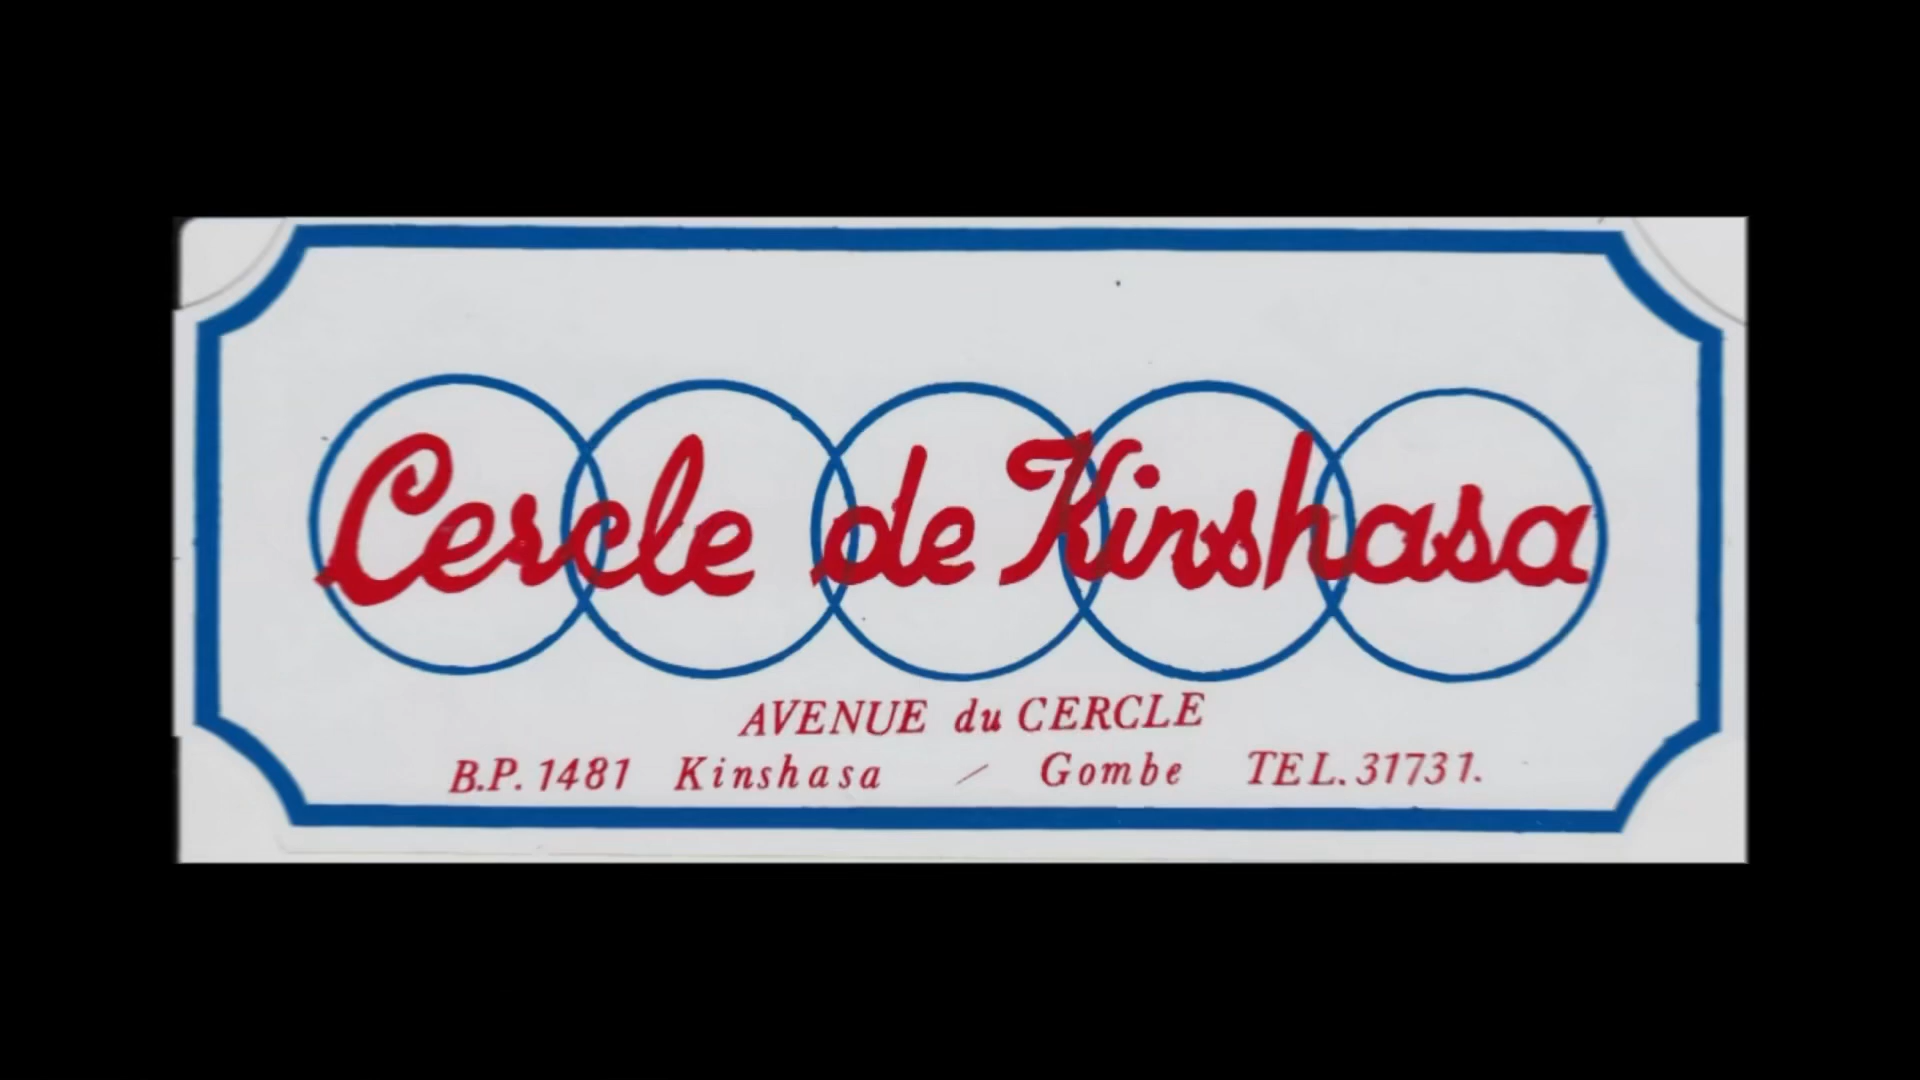 Cercle de Kinshasa
AVENUE du CERCLE
B.P. 1481 Kinshasa / Gombe TEL. 31731.